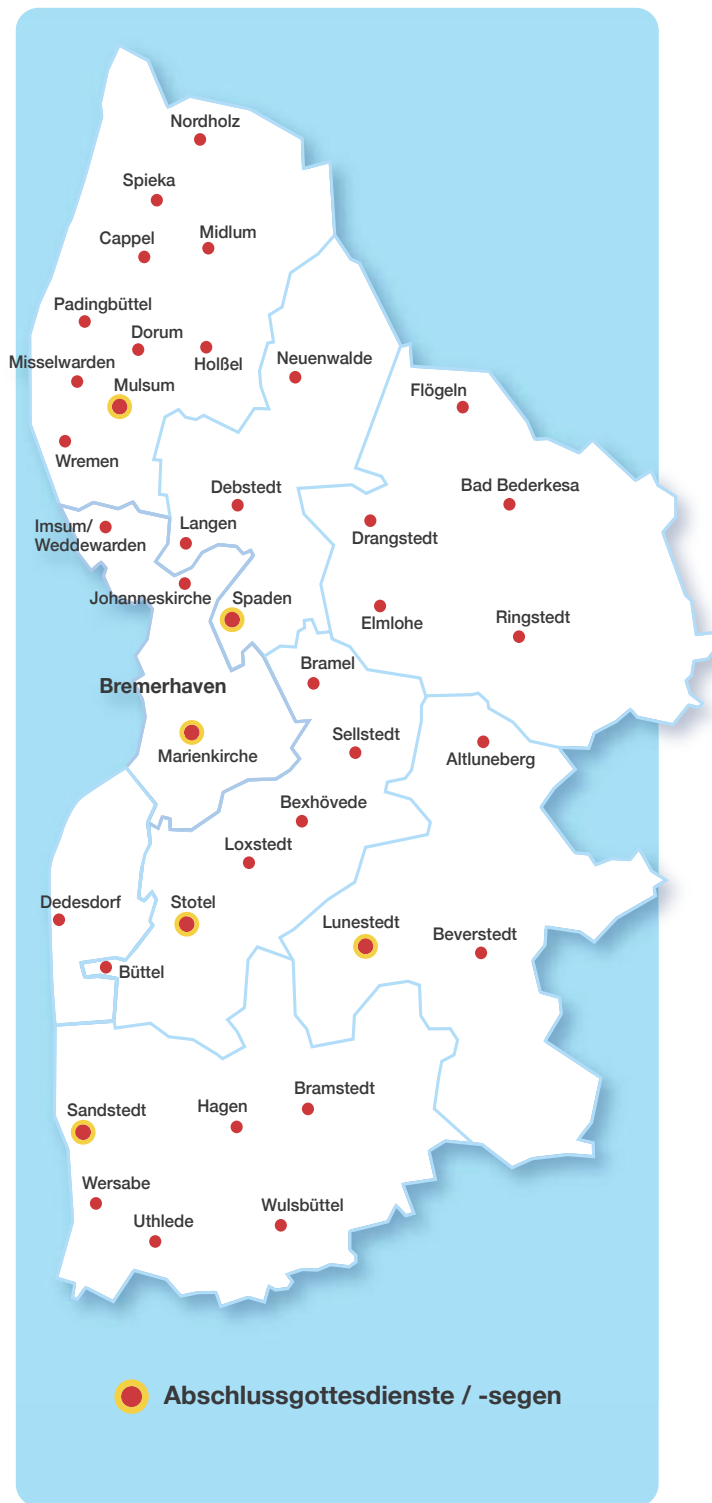 Nordholz
Spieka
Cappel
Midlum
Padingbüttel
Dorum
Holßel
Misselwarden
Mulsum
Neuenwalde
Flögeln
Wremen
Debstedt
Bad Bederkesa
Imsum/
Weddewarden
Langen
Drangstedt
Johanneskirche
Spaden
Elmlohe
Ringstedt
Bremerhaven
Bramel
Marienkirche
Sellstedt
Altluneberg
Bexhövede
Loxstedt
Dedesdorf
Stotel
Lunestedt
Beverstedt
Büttel
Sandstedt
Hagen
Bramstedt
Wersabe
Uthlede
Wulsbüttel
Abschlussgottesdienste / -segen